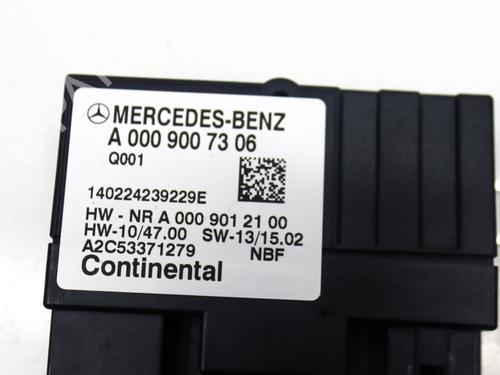 MERCEDES-BENZ
A 000 900 73 06
Q001
140224239229E
HW - NR A 000 901 21 00
HW-10/47.00 SW-13/15.02
A2C53371279 NBF
Continental